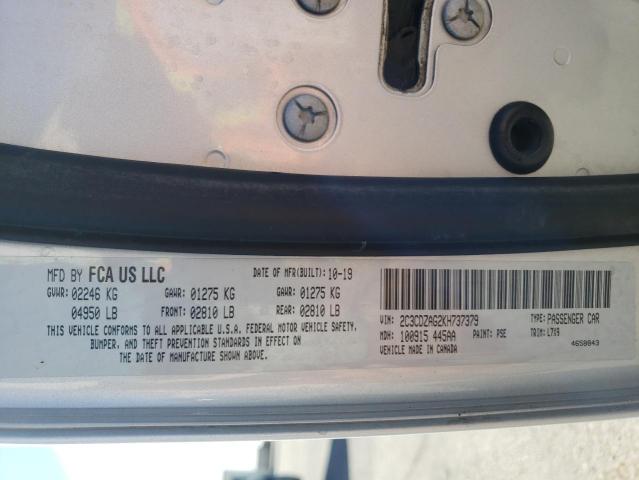 MFD BY FCA US LLC
DATE OF MFR(BUILT): 10-19
GVWR: 02246 KG GAWR: 01275 KG GAWR: 01275 KG
04950 LB FRONT: 02810 LB REAR: 02810 LB
THIS VEHICLE CONFORMS TO ALL APPLICABLE U.S.A. FEDERAL MOTOR VEHICLE SAFETY,
BUMPER, AND THEFT PREVENTION STANDARDS IN EFFECT ON
THE DATE OF MANUFACTURE SHOWN ABOVE.
VIN: 2C3CDZAG2KH737379 TYPE: PASSENGER CAR
MDH: 100915 445AA PAINT: PSE TRIM: L7X9
VEHICLE MADE IN CANADA
4658843